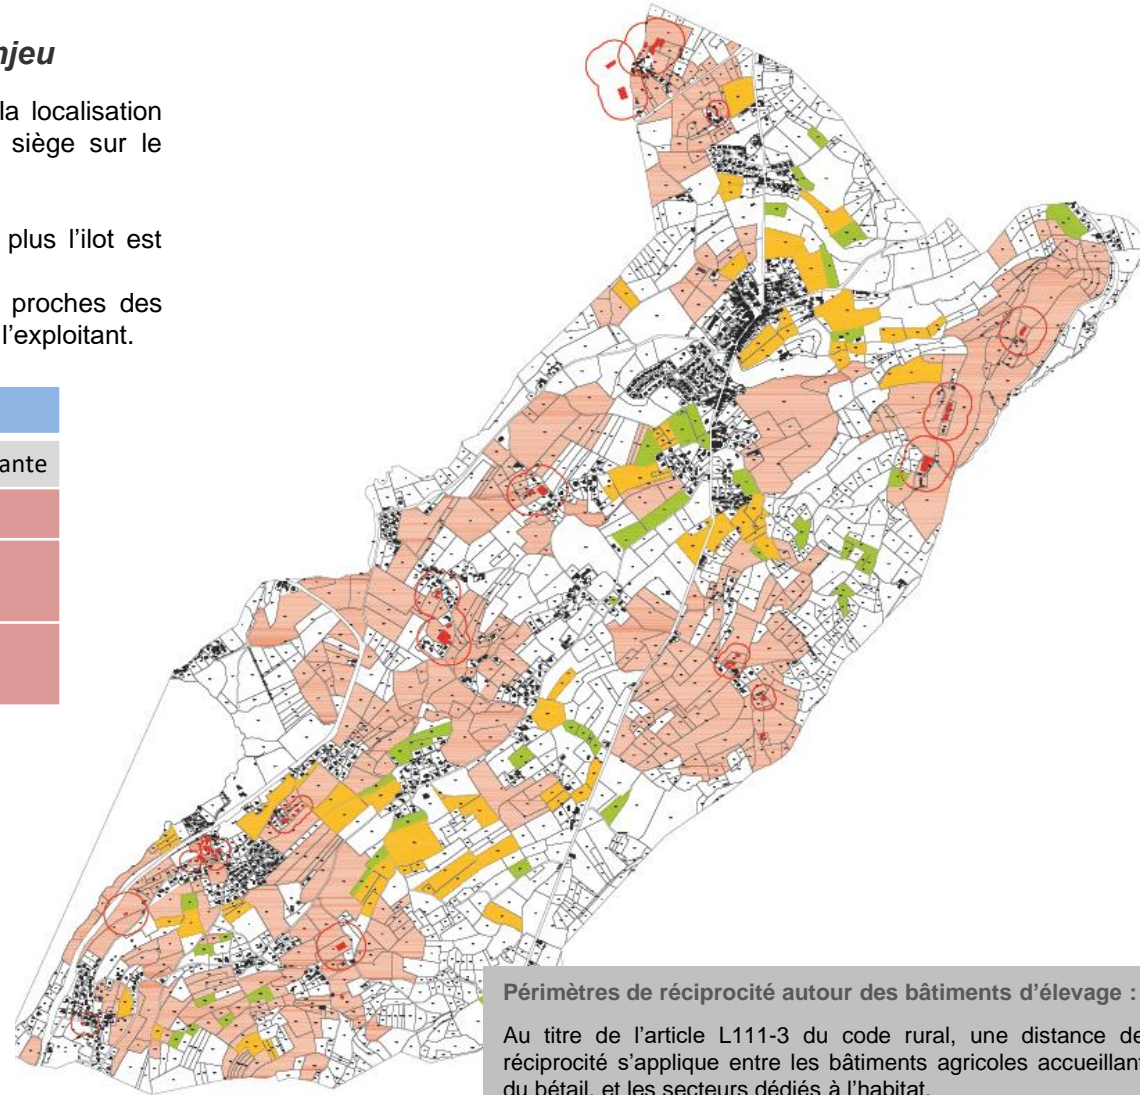 njeu
la localisation
siège sur le
plus l’ilot est
proches des
l’exploitant.
ante
Périmètres de réciprocité autour des bâtiments d’élevage :
Au titre de l’article L111-3 du code rural, une distance de
réciprocité s’applique entre les bâtiments agricoles accueillant
du bétail, et les secteurs dédiés à l’habitat.